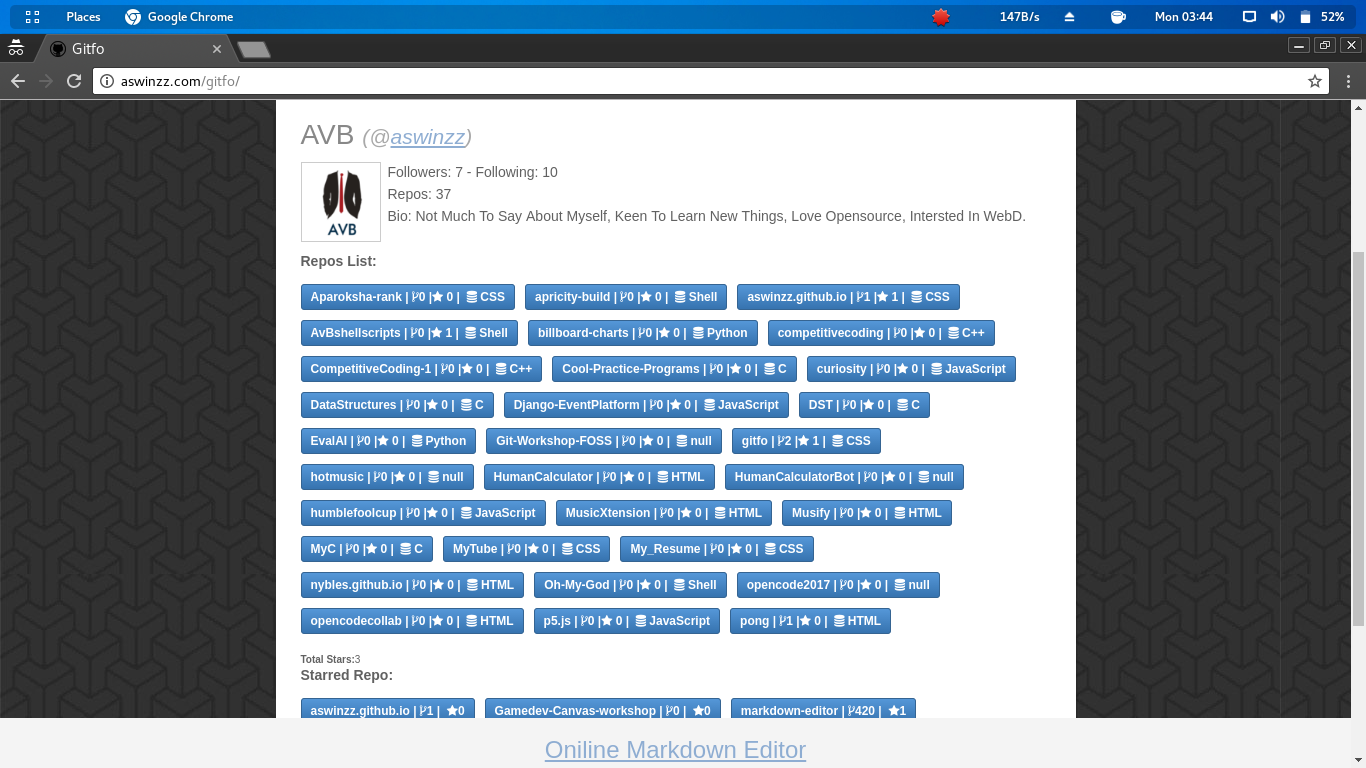 Places Google Chrome 147B/s Mon 03:44 52%
Gitfo
aswinzz.com/gitfo/
AVB (@aswinzz)
AVB
Followers: 7 - Following: 10
Repos: 37
Bio: Not Much To Say About Myself, Keen To Learn New Things, Love Opensource, Intersted In WebD.
Repos List:
Aparoksha-rank | 0 | 0 | CSS apricity-build | 0 | 0 | Shell aswinzz.github.io | 1 | 1 | CSS
AvBshellscripts | 0 | 1 | Shell billboard-charts | 0 | 0 | Python competitivecoding | 0 | 0 | C++
CompetitiveCoding-1 | 0 | 0 | C++ Cool-Practice-Programs | 0 | 0 | C curiosity | 0 | 0 | JavaScript
DataStructures | 0 | 0 | C Django-EventPlatform | 0 | 0 | JavaScript DST | 0 | 0 | C
EvalAI | 0 | 0 | Python Git-Workshop-FOSS | 0 | 0 | null gitfo | 2 | 1 | CSS
hotmusic | 0 | 0 | null HumanCalculator | 0 | 0 | HTML HumanCalculatorBot | 0 | 0 | null
humblefoolcup | 0 | 0 | JavaScript MusicXtension | 0 | 0 | HTML Musify | 0 | 0 | HTML
MyC | 0 | 0 | C MyTube | 0 | 0 | CSS My_Resume | 0 | 0 | CSS
nybles.github.io | 0 | 0 | HTML Oh-My-God | 0 | 0 | Shell opencode2017 | 0 | 0 | null
opencodecollab | 0 | 0 | HTML p5.js | 0 | 0 | JavaScript pong | 1 | 0 | HTML
Total Stars:3
Starred Repo:
aswinzz.github.io | 1 | 0 Gamedev-Canvas-workshop | 0 | 0 markdown-editor | 420 | 1
Oniline Markdown Editor